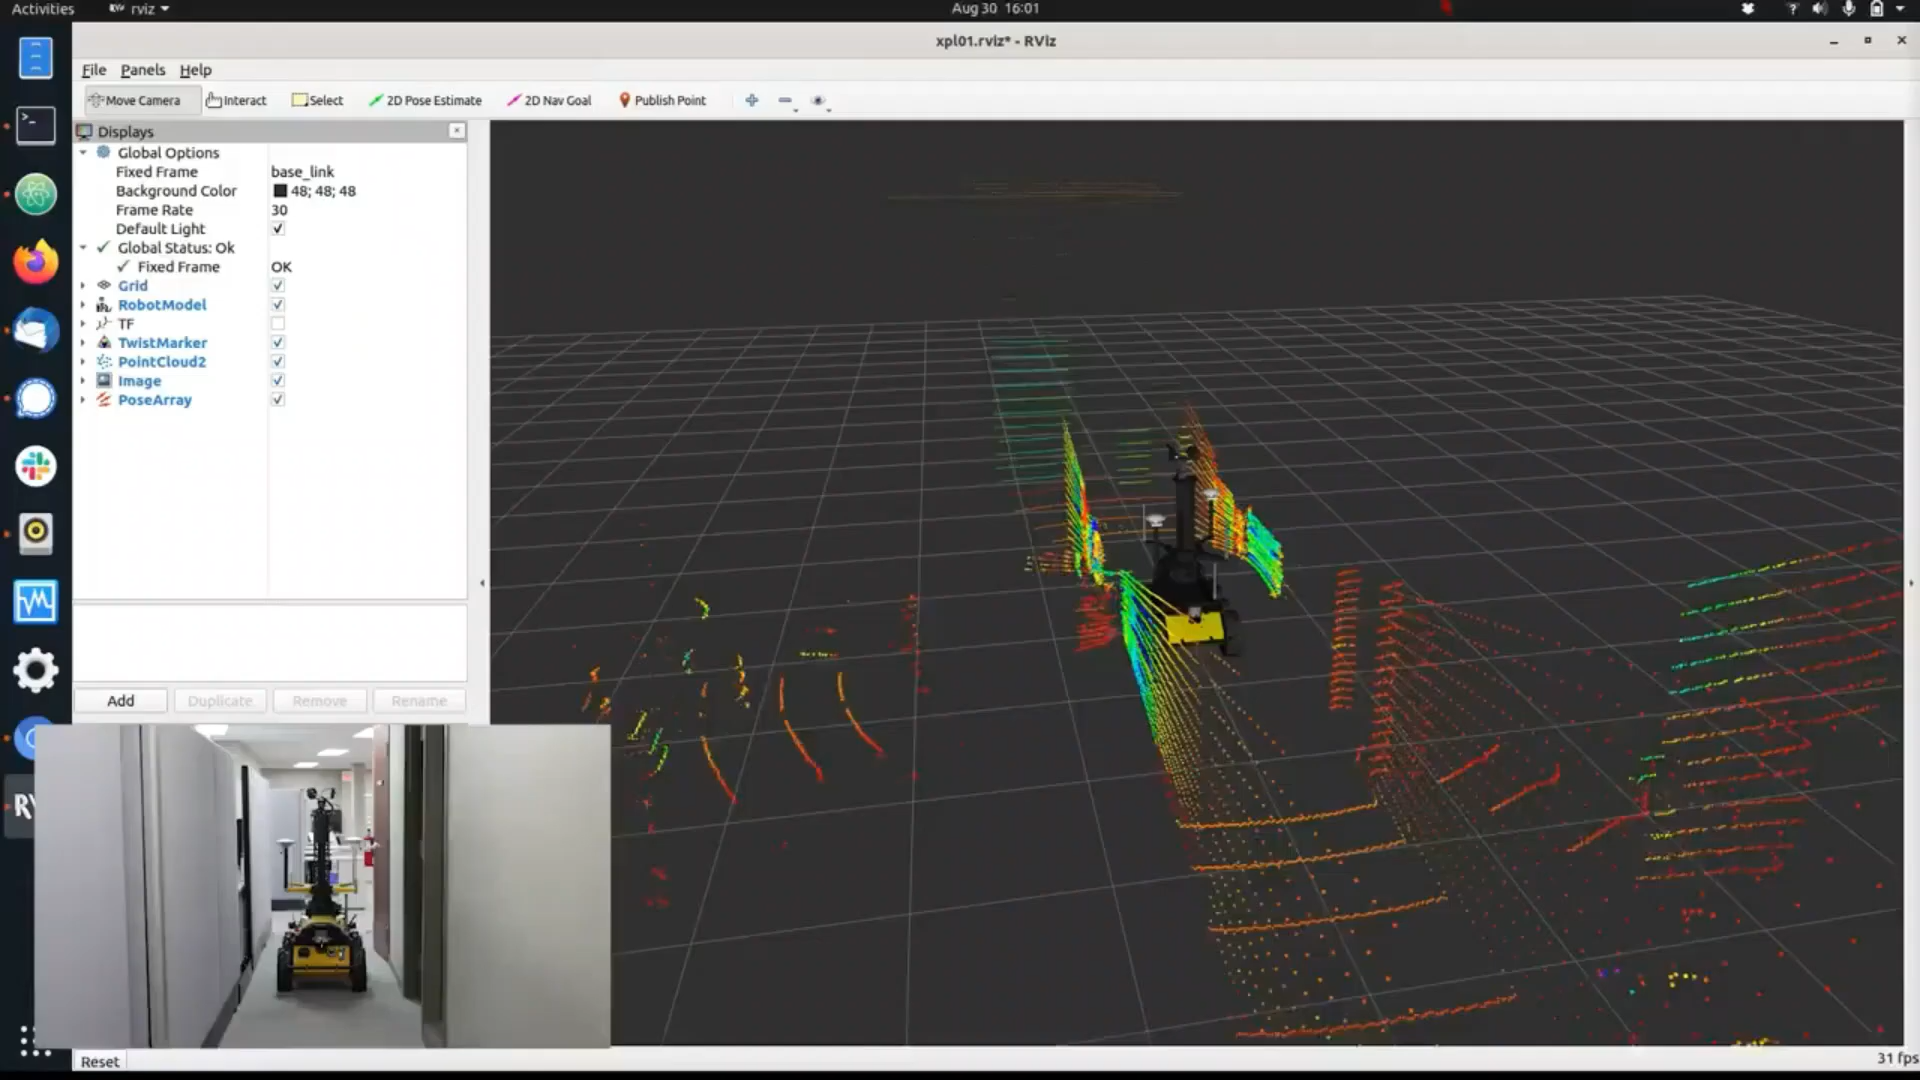 Activities
rviz
Aug 30 16:01
?
xpl01.rviz* - RViz
File Panels Help
Move Camera Interact Select 2D Pose Estimate 2D Nav Goal Publish Point
Displays
Global Options
Fixed Frame base_link
Background Color 48; 48; 48
Frame Rate 30
Default Light
Global Status: Ok
Fixed Frame OK
Grid
RobotModel
TF
TwistMarker
PointCloud2
Image
PoseArray
Add Duplicate Remove Rename
Reset
31 fps